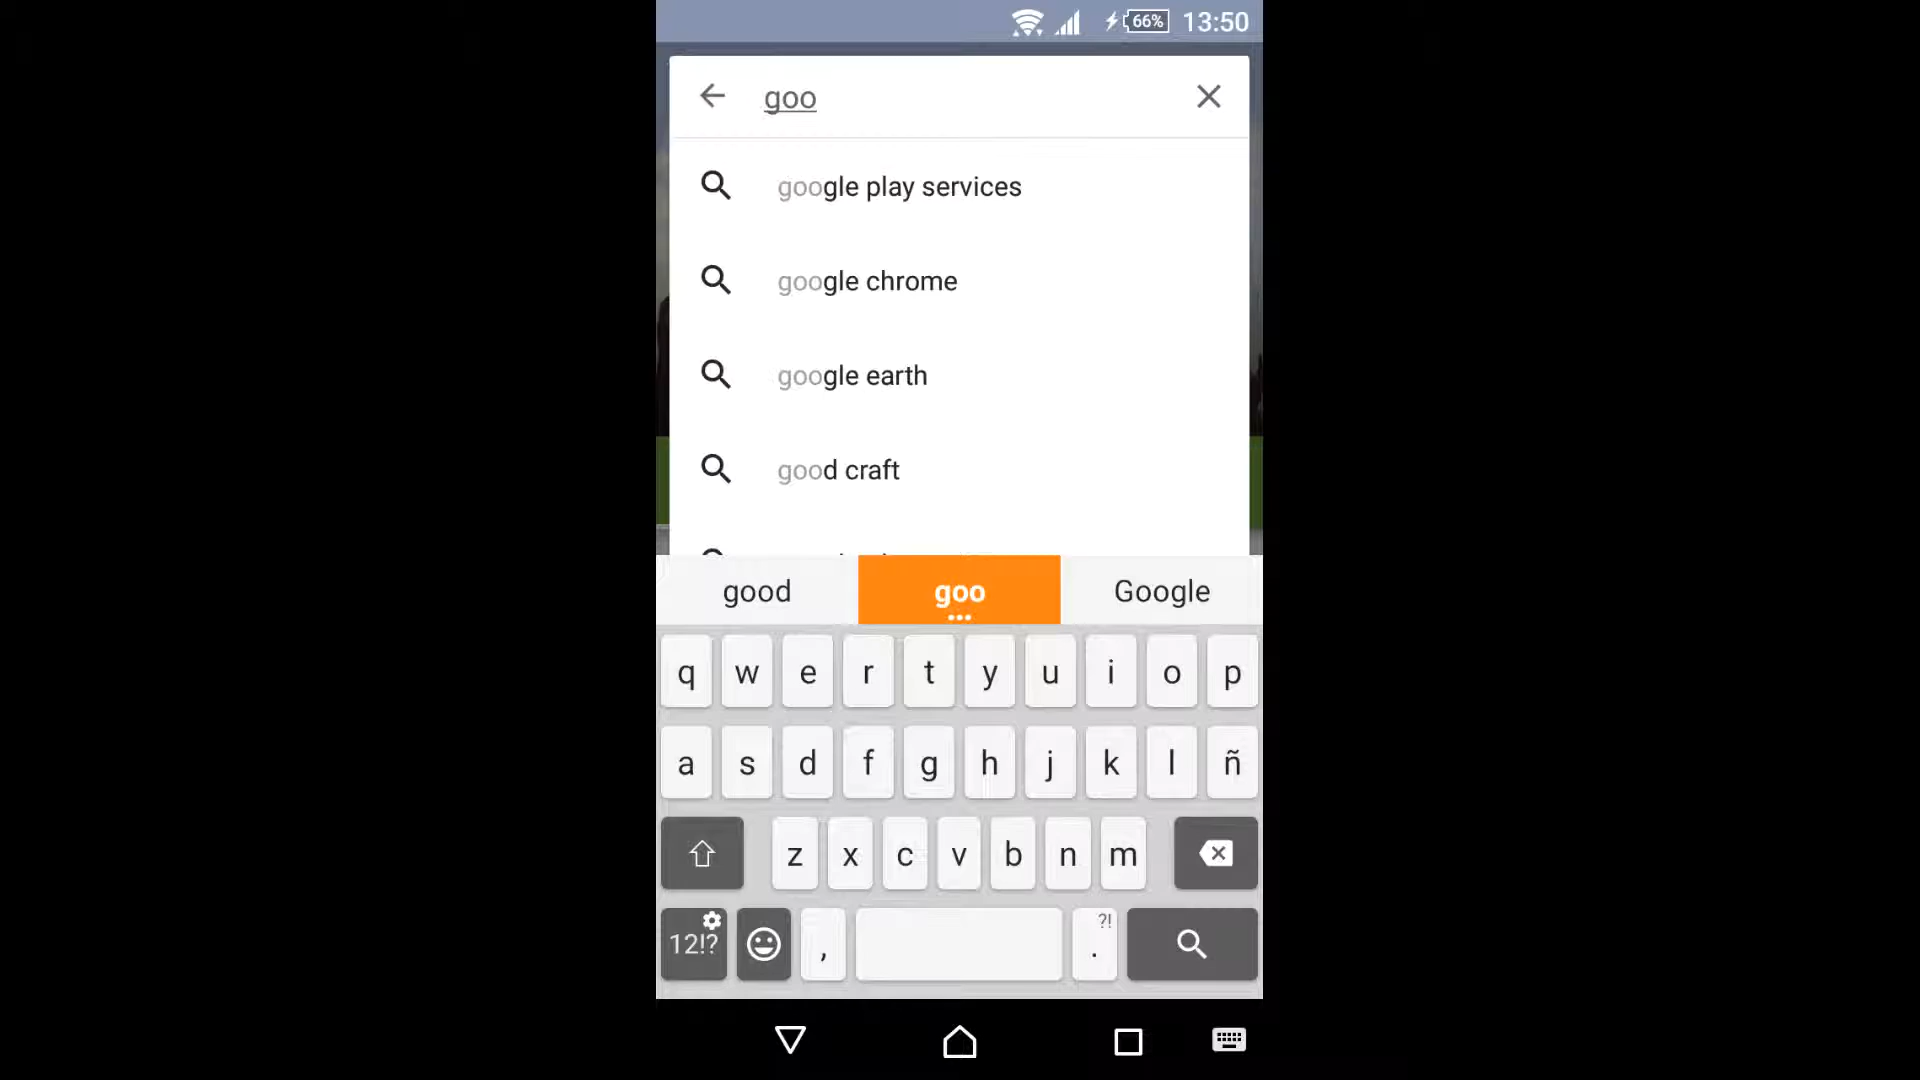 66% 13:50
goo
google play services
google chrome
google earth
good craft
good goo Google
q w e r t y u i o p
a s d f g h j k l ñ
z x c v b n m
12!? , ?! .